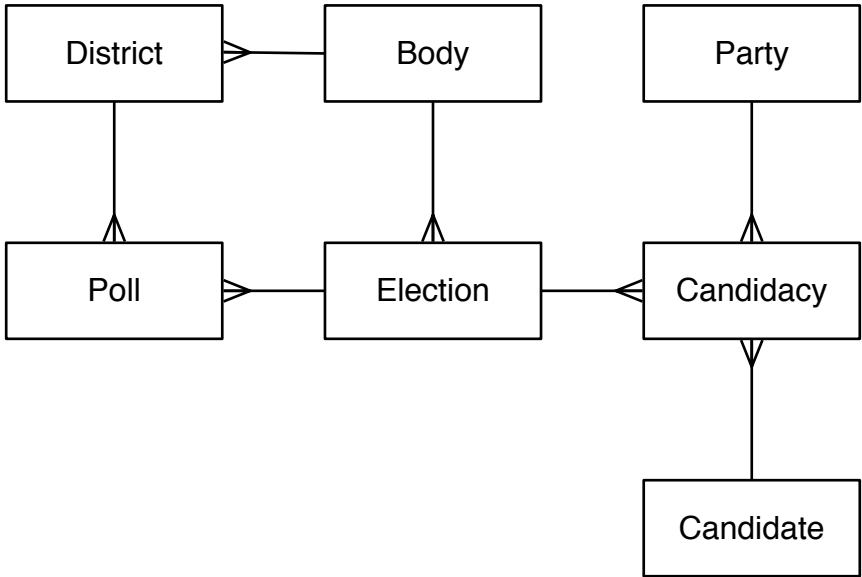 District
Body
Party
Poll
Election
Candidacy
Candidate